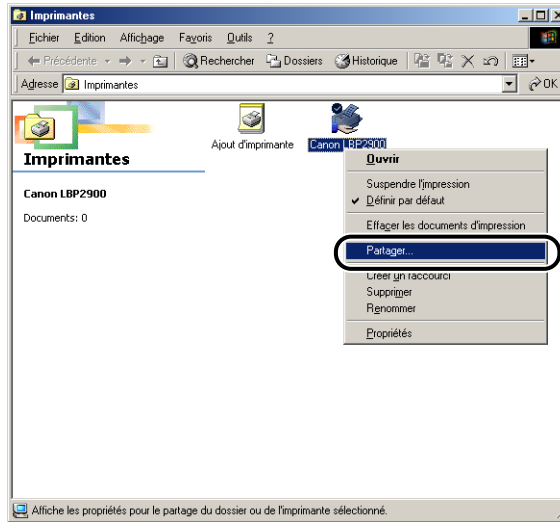 Imprimantes
Fichier Edition Affichage Favoris Outils ?
Précédente Rechercher Dossiers Historique
Adresse Imprimantes OK
Imprimantes
Canon LBP2900
Documents: 0
Ajout d'imprimante
Canon LBP2900
Ouvrir
Suspendre l'impression
Définir par défaut
Effacer les documents d'impression
Partager...
Créer un raccourci
Supprimer
Renommer
Propriétés
Affiche les propriétés pour le partage du dossier ou de l'imprimante sélectionné.